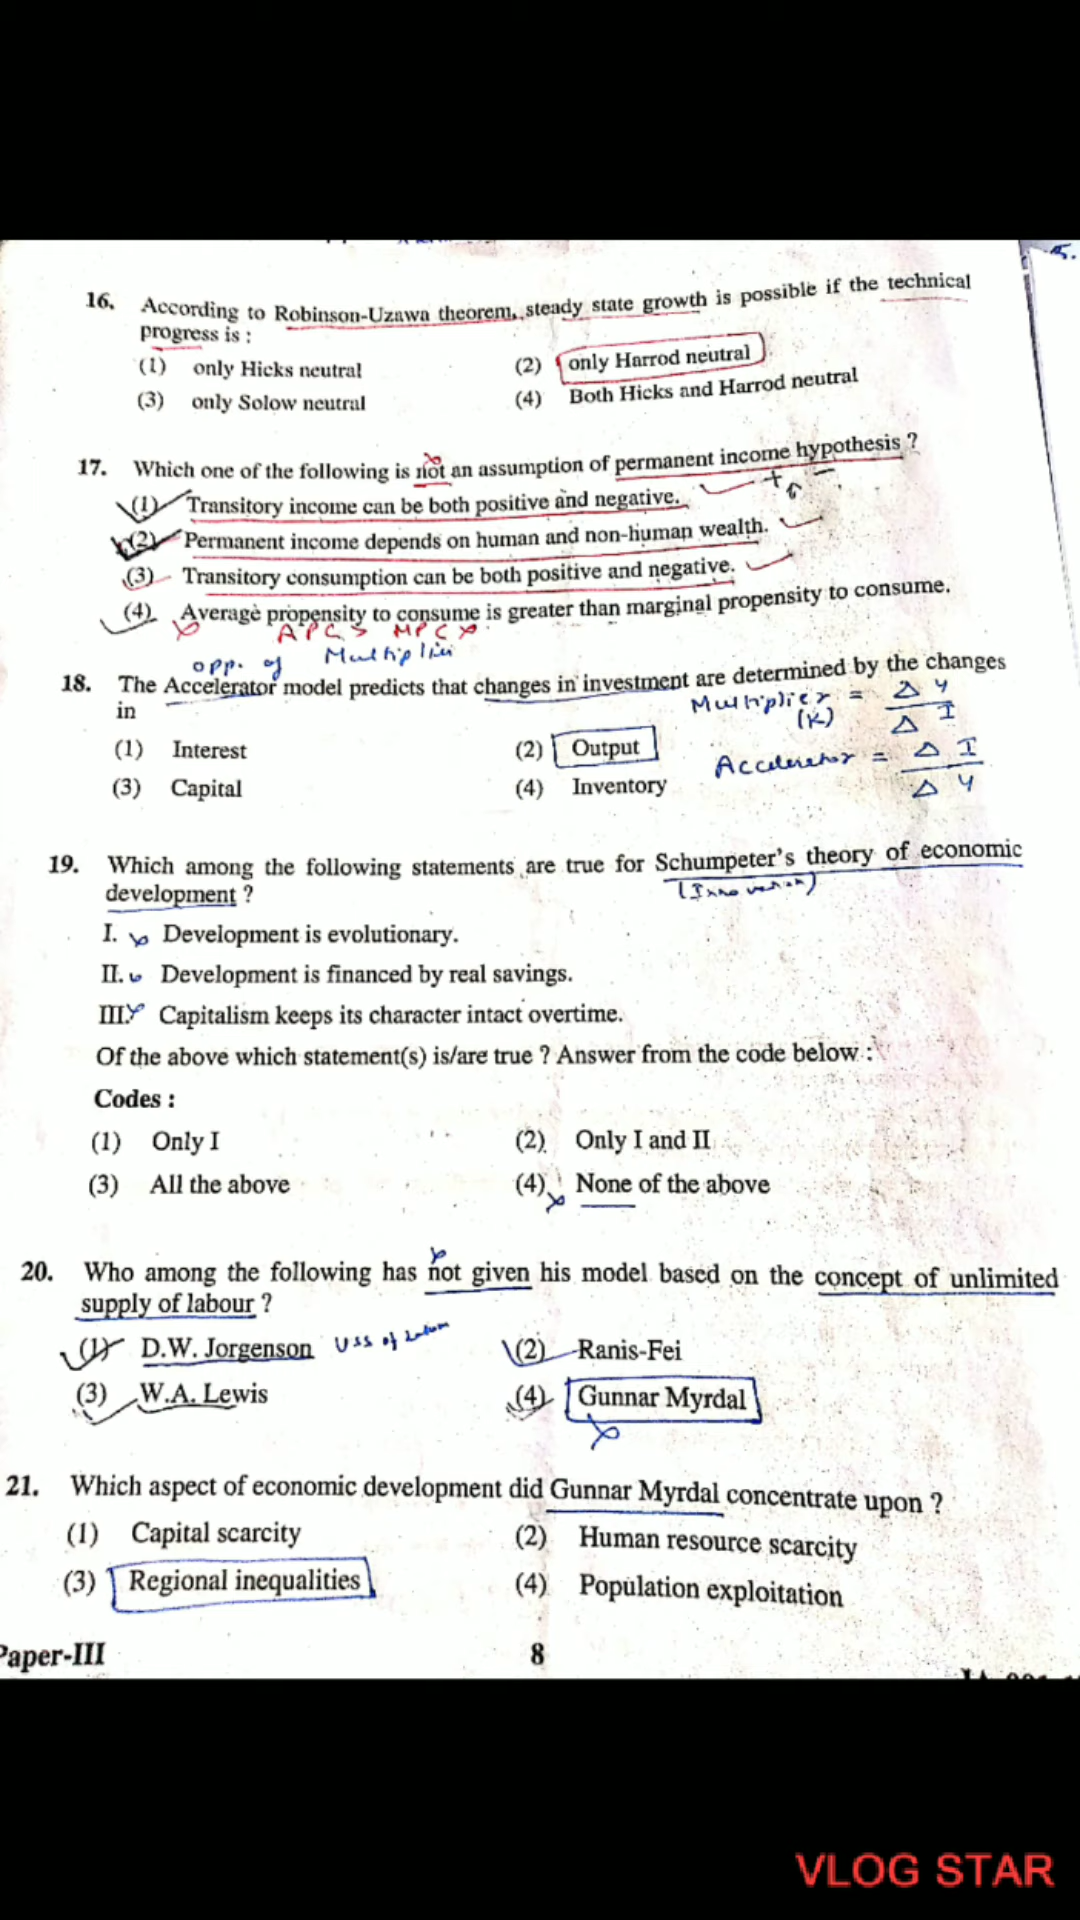 5.
16. According to Robinson-Uzawa theorem, steady state growth is possible if the technical
progress is :
(1) only Hicks neutral (2) only Harrod neutral
(3) only Solow neutral (4) Both Hicks and Harrod neutral
17. Which one of the following is not an assumption of permanent income hypothesis ?
(1) Transitory income can be both positive and negative. + or -
(2) Permanent income depends on human and non-human wealth.
(3) Transitory consumption can be both positive and negative.
(4) Average propensity to consume is greater than marginal propensity to consume.
APC > MPC
opp. of Multiplier
18. The Accelerator model predicts that changes in investment are determined by the changes
in
Multiplier (K) = Δ Y / Δ I
(1) Interest (2) Output
Accelerator = Δ I / Δ Y
(3) Capital (4) Inventory
19. Which among the following statements are true for Schumpeter's theory of economic
development ?
(Innovation)
I. Development is evolutionary.
II. Development is financed by real savings.
III. Capitalism keeps its character intact overtime.
Of the above which statement(s) is/are true ? Answer from the code below :
Codes :
(1) Only I (2) Only I and II
(3) All the above (4) None of the above
20. Who among the following has not given his model based on the concept of unlimited
supply of labour ?
(1) D.W. Jorgenson USS of labour (2) Ranis-Fei
(3) W.A. Lewis (4) Gunnar Myrdal
21. Which aspect of economic development did Gunnar Myrdal concentrate upon ?
(1) Capital scarcity (2) Human resource scarcity
(3) Regional inequalities (4) Population exploitation
Paper-III 8
VLOG STAR